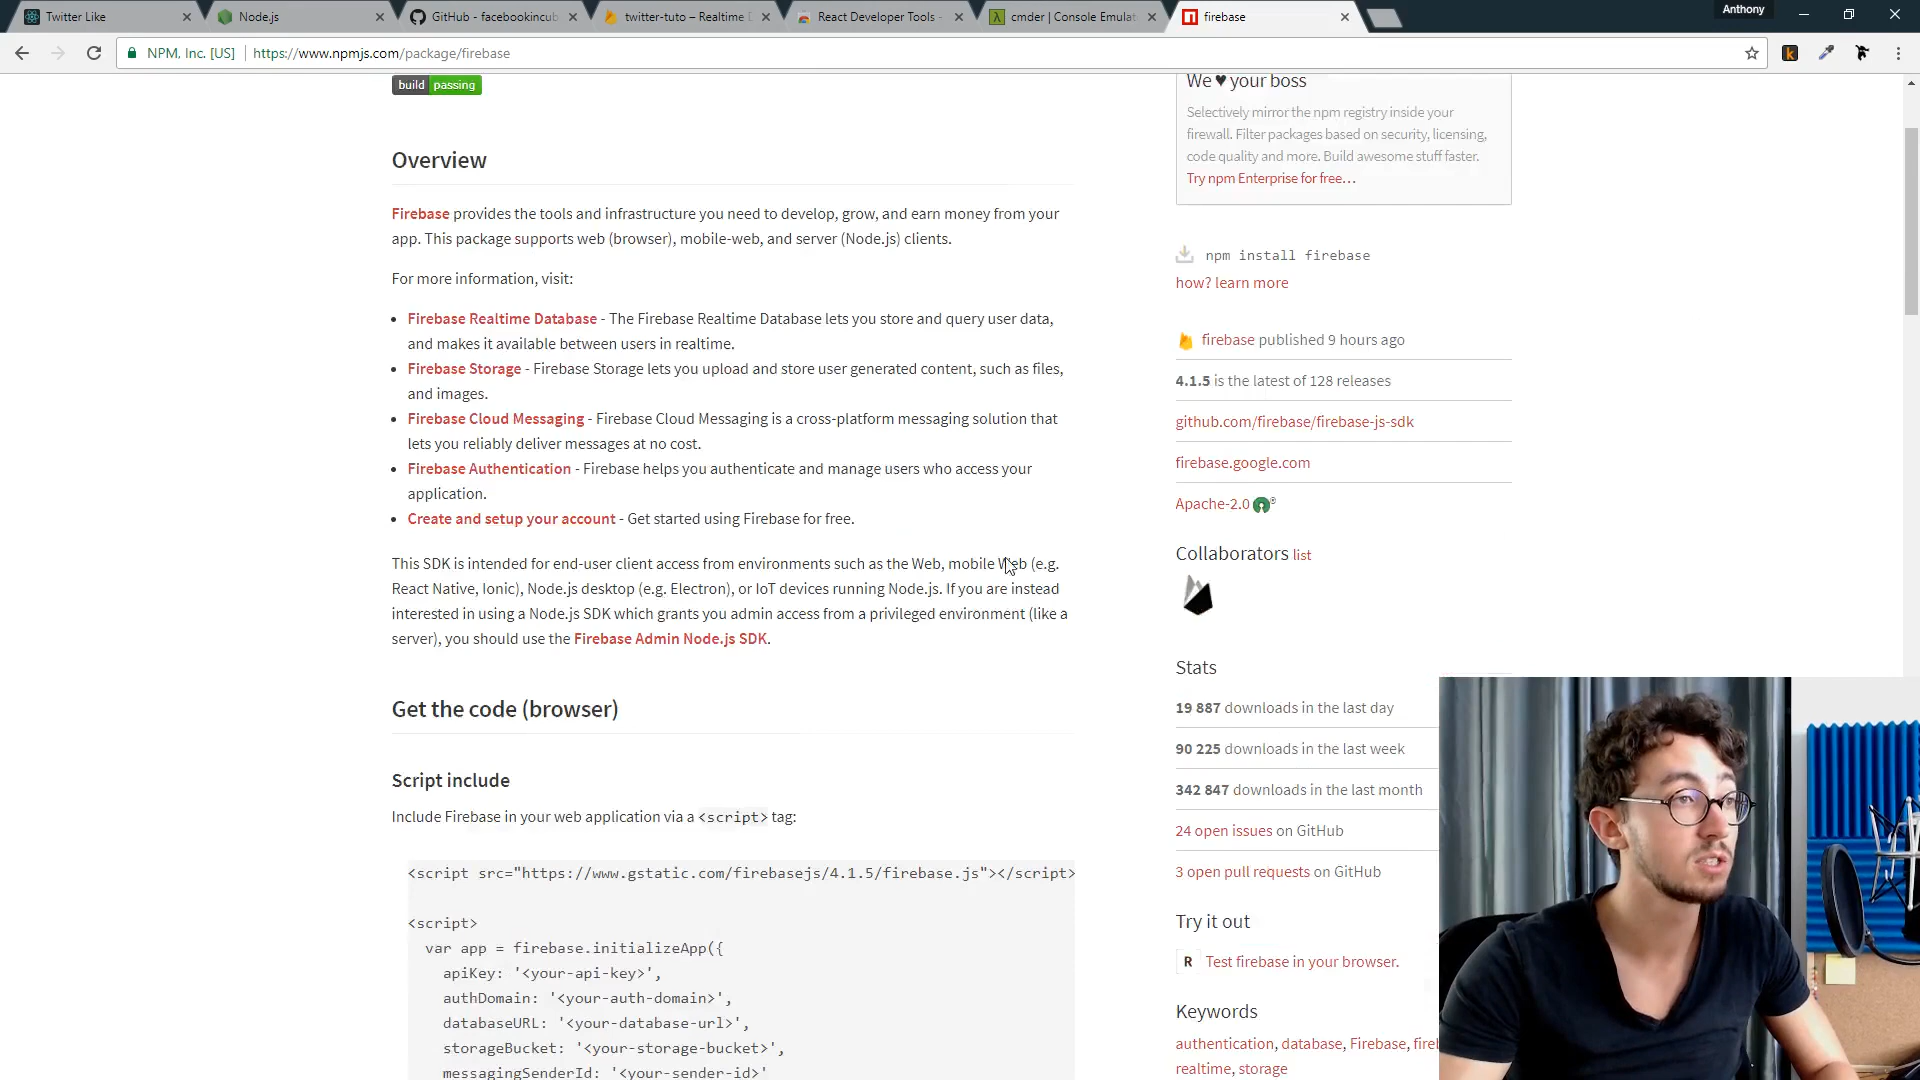 Twitter Like
Node.js
GitHub - facebookincub
twitter-tuto – Realtime D
React Developer Tools -
cmder | Console Emulat
firebase
Anthony
NPM, Inc. [US]
https://www.npmjs.com/package/firebase
build passing
Overview
Firebase provides the tools and infrastructure you need to develop, grow, and earn money from your
app. This package supports web (browser), mobile-web, and server (Node.js) clients.
For more information, visit:
• Firebase Realtime Database - The Firebase Realtime Database lets you store and query user data,
and makes it available between users in realtime.
• Firebase Storage - Firebase Storage lets you upload and store user generated content, such as files,
and images.
• Firebase Cloud Messaging - Firebase Cloud Messaging is a cross-platform messaging solution that
lets you reliably deliver messages at no cost.
• Firebase Authentication - Firebase helps you authenticate and manage users who access your
application.
• Create and setup your account - Get started using Firebase for free.
This SDK is intended for end-user client access from environments such as the Web, mobile Web (e.g.
React Native, Ionic), Node.js desktop (e.g. Electron), or IoT devices running Node.js. If you are instead
interested in using a Node.js SDK which grants you admin access from a privileged environment (like a
server), you should use the Firebase Admin Node.js SDK.
Get the code (browser)
Script include
Include Firebase in your web application via a <script> tag:
<script src="https://www.gstatic.com/firebasejs/4.1.5/firebase.js"></script>
<script>
var app = firebase.initializeApp({
apiKey: '<your-api-key>',
authDomain: '<your-auth-domain>',
databaseURL: '<your-database-url>',
storageBucket: '<your-storage-bucket>',
messagingSenderId: '<your-sender-id>'
We ♥ your boss
Selectively mirror the npm registry inside your
firewall. Filter packages based on security, licensing,
code quality and more. Build awesome stuff faster.
Try npm Enterprise for free…
npm install firebase
how? learn more
firebase published 9 hours ago
4.1.5 is the latest of 128 releases
github.com/firebase/firebase-js-sdk
firebase.google.com
Apache-2.0
Collaborators list
Stats
19 887 downloads in the last day
90 225 downloads in the last week
342 847 downloads in the last month
24 open issues on GitHub
3 open pull requests on GitHub
Try it out
R Test firebase in your browser.
Keywords
authentication, database, Firebase, firel
realtime, storage